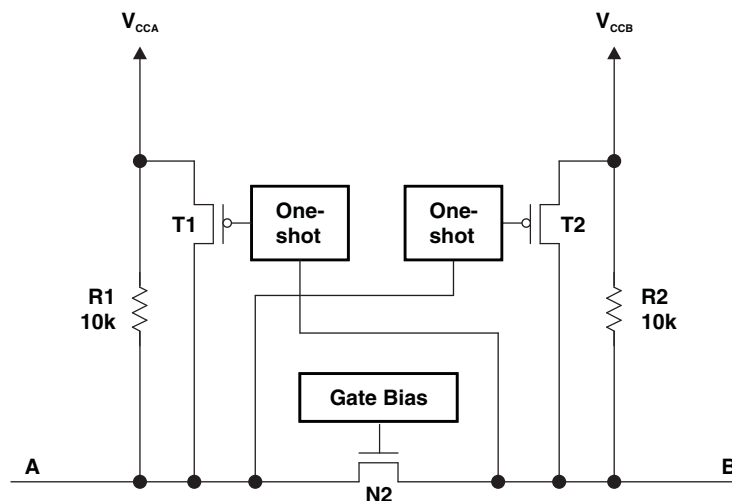 VCCA
VCCB
T1
One-
shot
One-
shot
T2
R1
10k
R2
10k
Gate Bias
A
B
N2